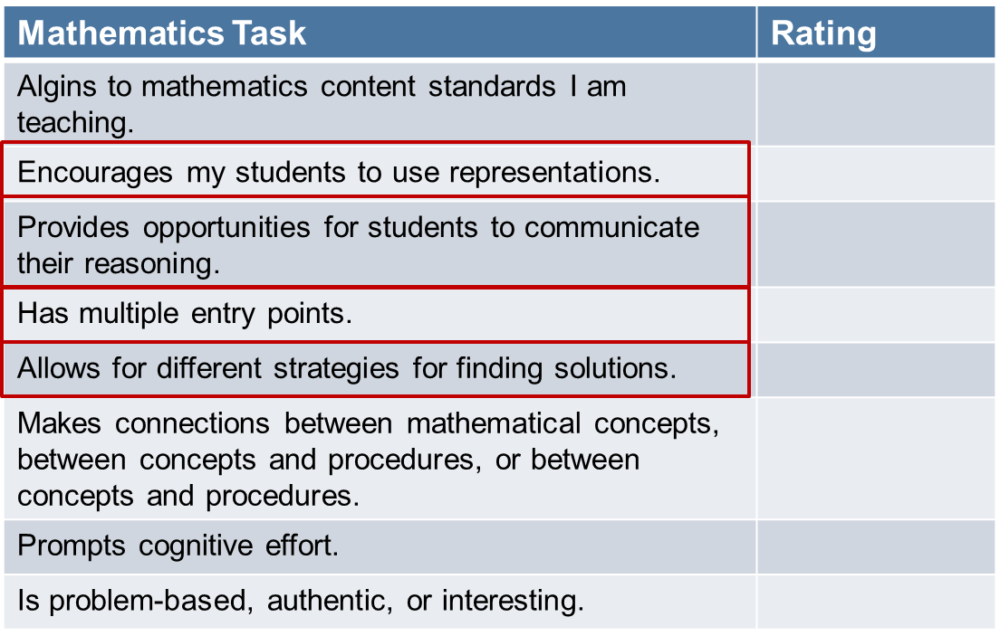 Mathematics Task
Rating
Algins to mathematics content standards I am
teaching.
Encourages my students to use representations.
Provides opportunities for students to communicate
their reasoning.
Has multiple entry points.
Allows for different strategies for finding solutions.
Makes connections between mathematical concepts,
between concepts and procedures, or between
concepts and procedures.
Prompts cognitive effort.
Is problem-based, authentic, or interesting.